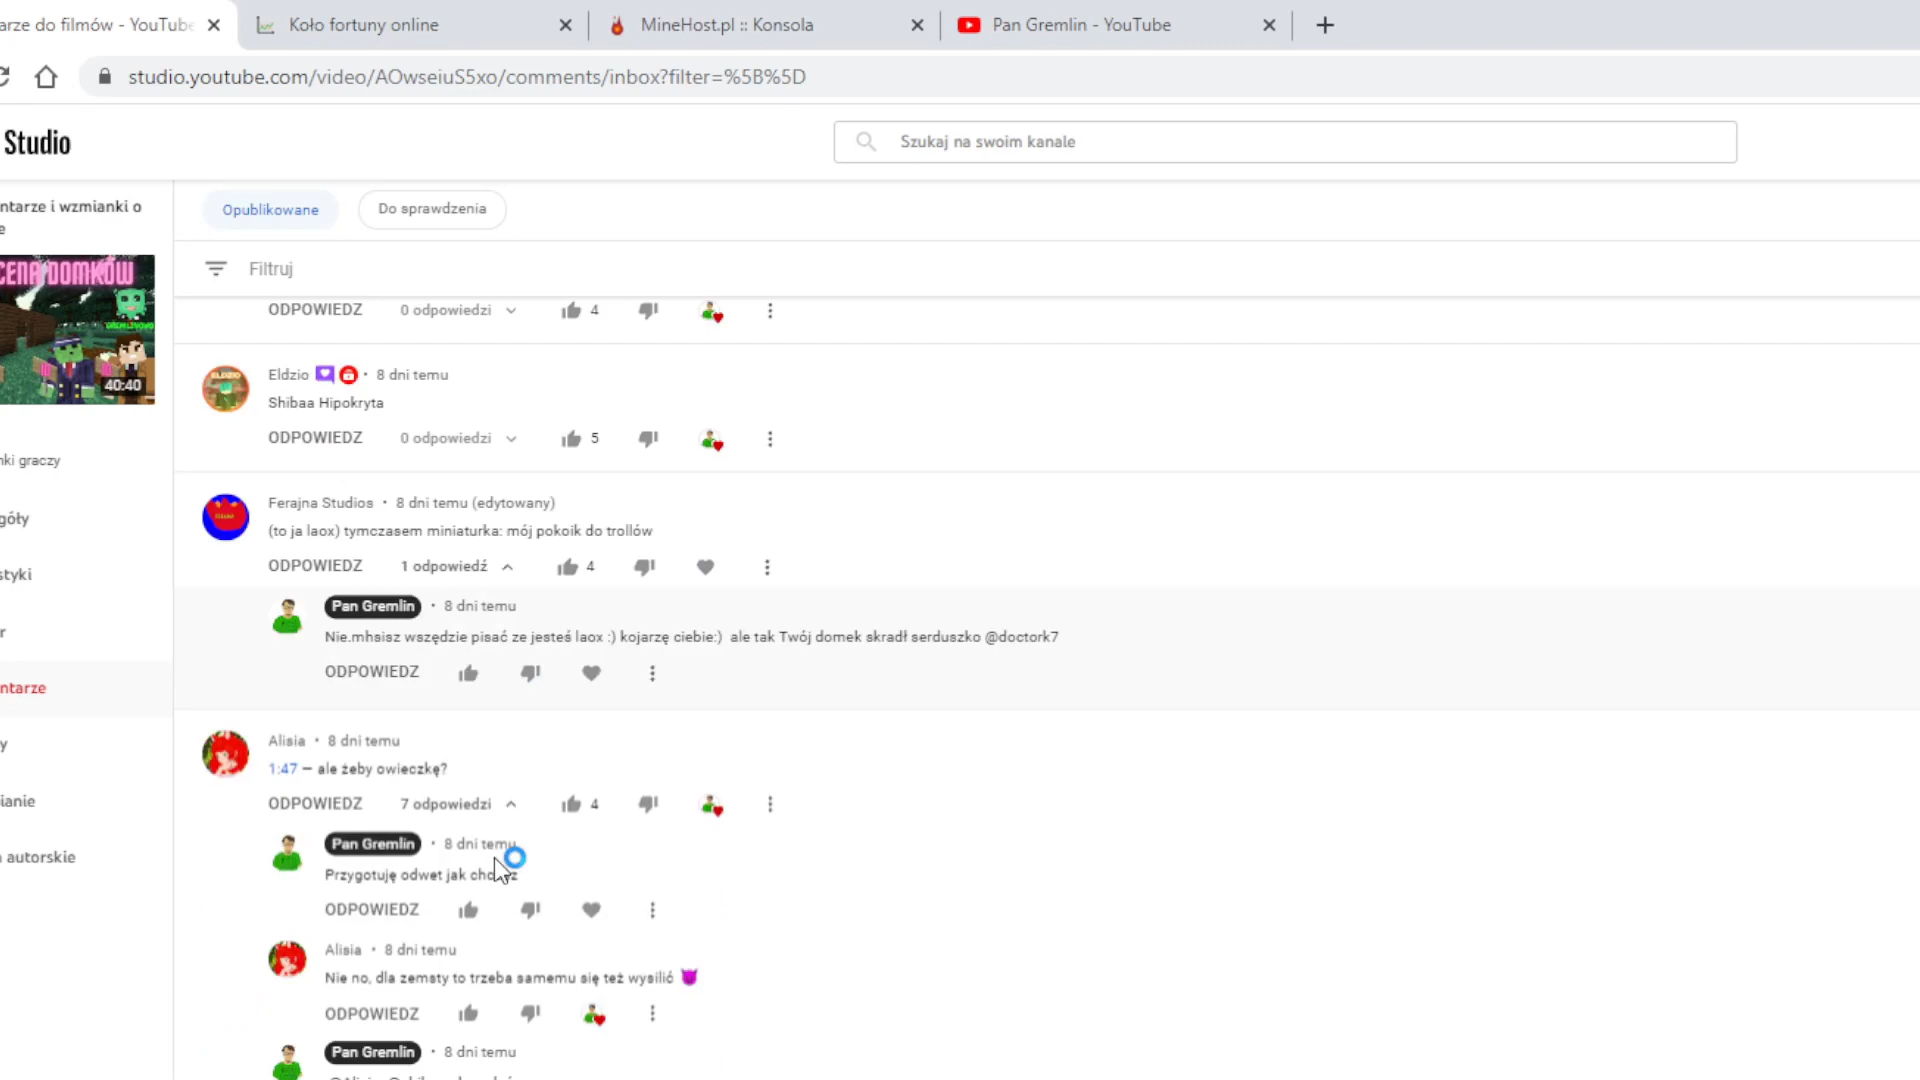 arze do filmów - YouTube
Koło fortuny online
MineHost.pl :: Konsola
Pan Gremlin - YouTube
studio.youtube.com/video/AOwseiuS5xo/comments/inbox?filter=%5B%5D
Studio
Szukaj na swoim kanale
ntarze i wzmianki o
e
CENA DOMKÓW
40:40
nki graczy
góły
styki
r
ntarze
y
ianie
autorskie
Opublikowane
Do sprawdzenia
Filtruj
ODPOWIEDZ 0 odpowiedzi 4
Eldzio • 8 dni temu
Shibaa Hipokryta
ODPOWIEDZ 0 odpowiedzi 5
Ferajna Studios • 8 dni temu (edytowany)
(to ja laox) tymczasem miniaturka: mój pokoik do trollów
ODPOWIEDZ 1 odpowiedź 4
Pan Gremlin • 8 dni temu
Nie.mhsisz wszędzie pisać ze jesteś laox :) kojarzę ciebie:) ale tak Twój domek skradł serduszko @doctork7
ODPOWIEDZ
Alisia • 8 dni temu
1:47 – ale żeby owieczkę?
ODPOWIEDZ 7 odpowiedzi 4
Pan Gremlin • 8 dni temu
Przygotuję odwet jak
ODPOWIEDZ
Alisia • 8 dni temu
Nie no, dla zemsty to trzeba samemu się też wysilić 😈
ODPOWIEDZ
Pan Gremlin • 8 dni temu